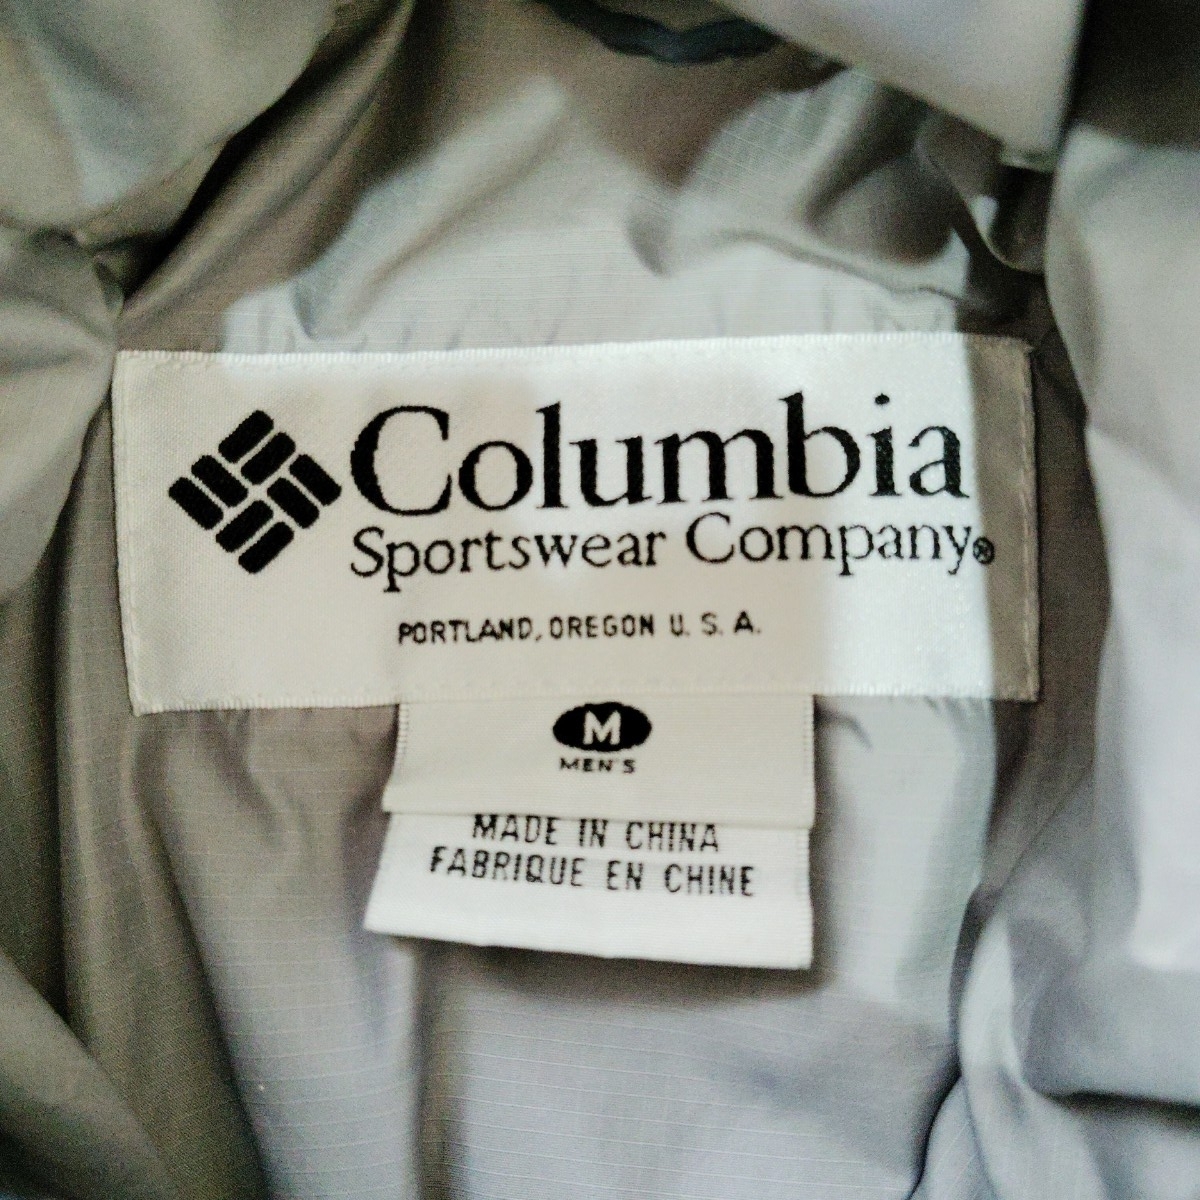 Columbia
Sportswear Company®
PORTLAND, OREGON U. S. A.
M
MEN'S
MADE IN CHINA
FABRIQUE EN CHINE